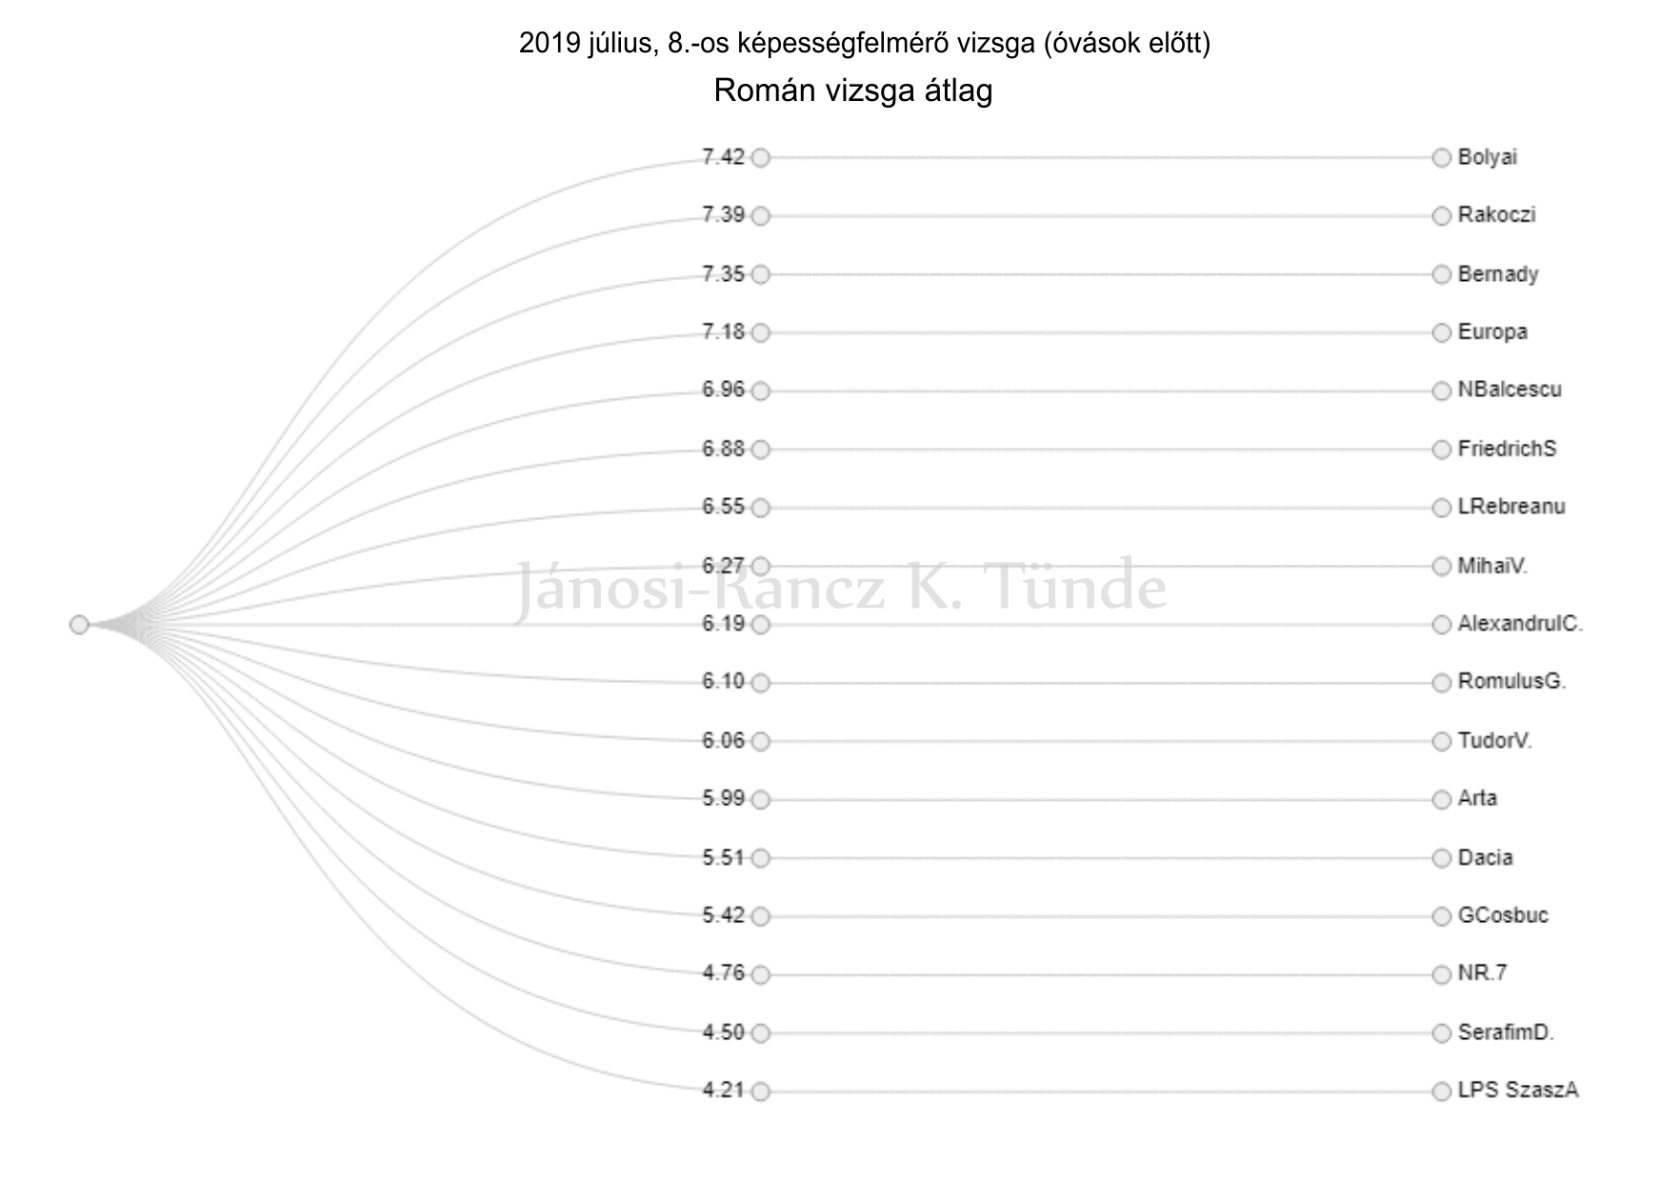 2019 július, 8.-os képességfelmérő vizsga (óvások előtt)
Román vizsga átlag
7.42 Bolyai
7.39 Rakoczi
7.35 Bernady
7.18 Europa
6.96 NBalcescu
6.88 FriedrichS
6.55 LRebreanu
6.27 MihaiV.
Jánosi-Rancz K. Tünde
6.19 AlexandruIC.
6.10 RomulusG.
6.06 TudorV.
5.99 Arta
5.51 Dacia
5.42 GCosbuc
4.76 NR.7
4.50 SerafimD.
4.21 LPS SzaszA